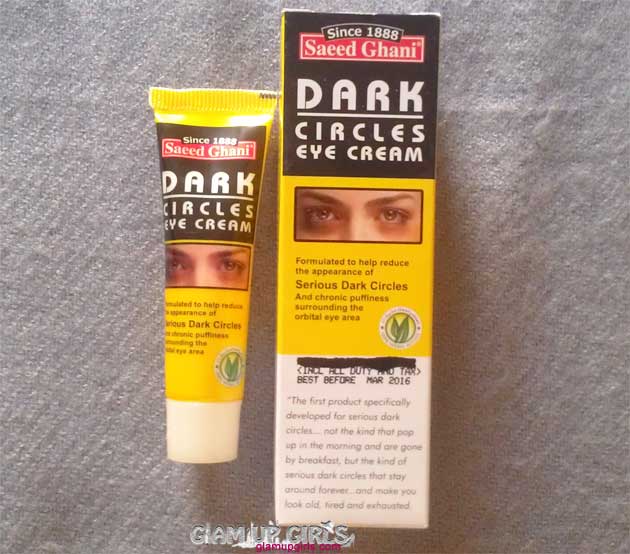 Since 1888
Saeed Ghani
DARK
CIRCLES
EYE CREAM
Formulated to help reduce
the appearance of
Serious Dark Circles
And chronic puffiness
surrounding the
orbital eye area
Since 1888
Saeed Ghani®
DARK
CIRCLES
EYE CREAM
Formulated to help reduce
the appearance of
Serious Dark Circles
And chronic puffiness
surrounding the
orbital eye area
<INCL ALL DUTY AND TAX>
BEST BEFORE MAR 2016
"The first product specifically
developed for serious dark
circles.... not the kind that pop
up in the morning and are gone
by breakfast, but the kind of
serious dark circles that stay
around forever...and make you
look old, tired and exhausted.
GLAM UP GIRLS
glamupgirls.com